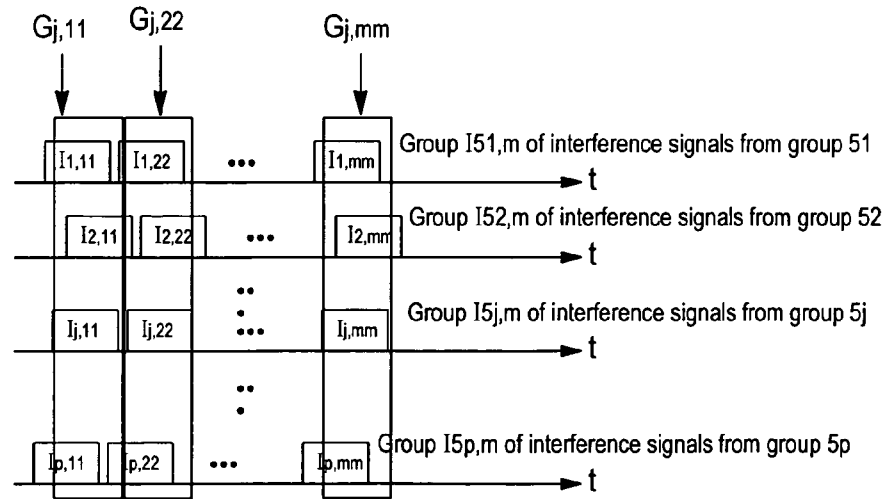 Gj,11 Gj,22 Gj,mm
I1,11 I1,22 ••• I1,mm Group I51,m of interference signals from group 51
t
I2,11 I2,22 ••• I2,mm Group I52,m of interference signals from group 52
t
Ij,11 Ij,22 ••• Ij,mm Group I5j,m of interference signals from group 5j
t
Ip,11 Ip,22 ••• Ip,mm Group I5p,m of interference signals from group 5p
t